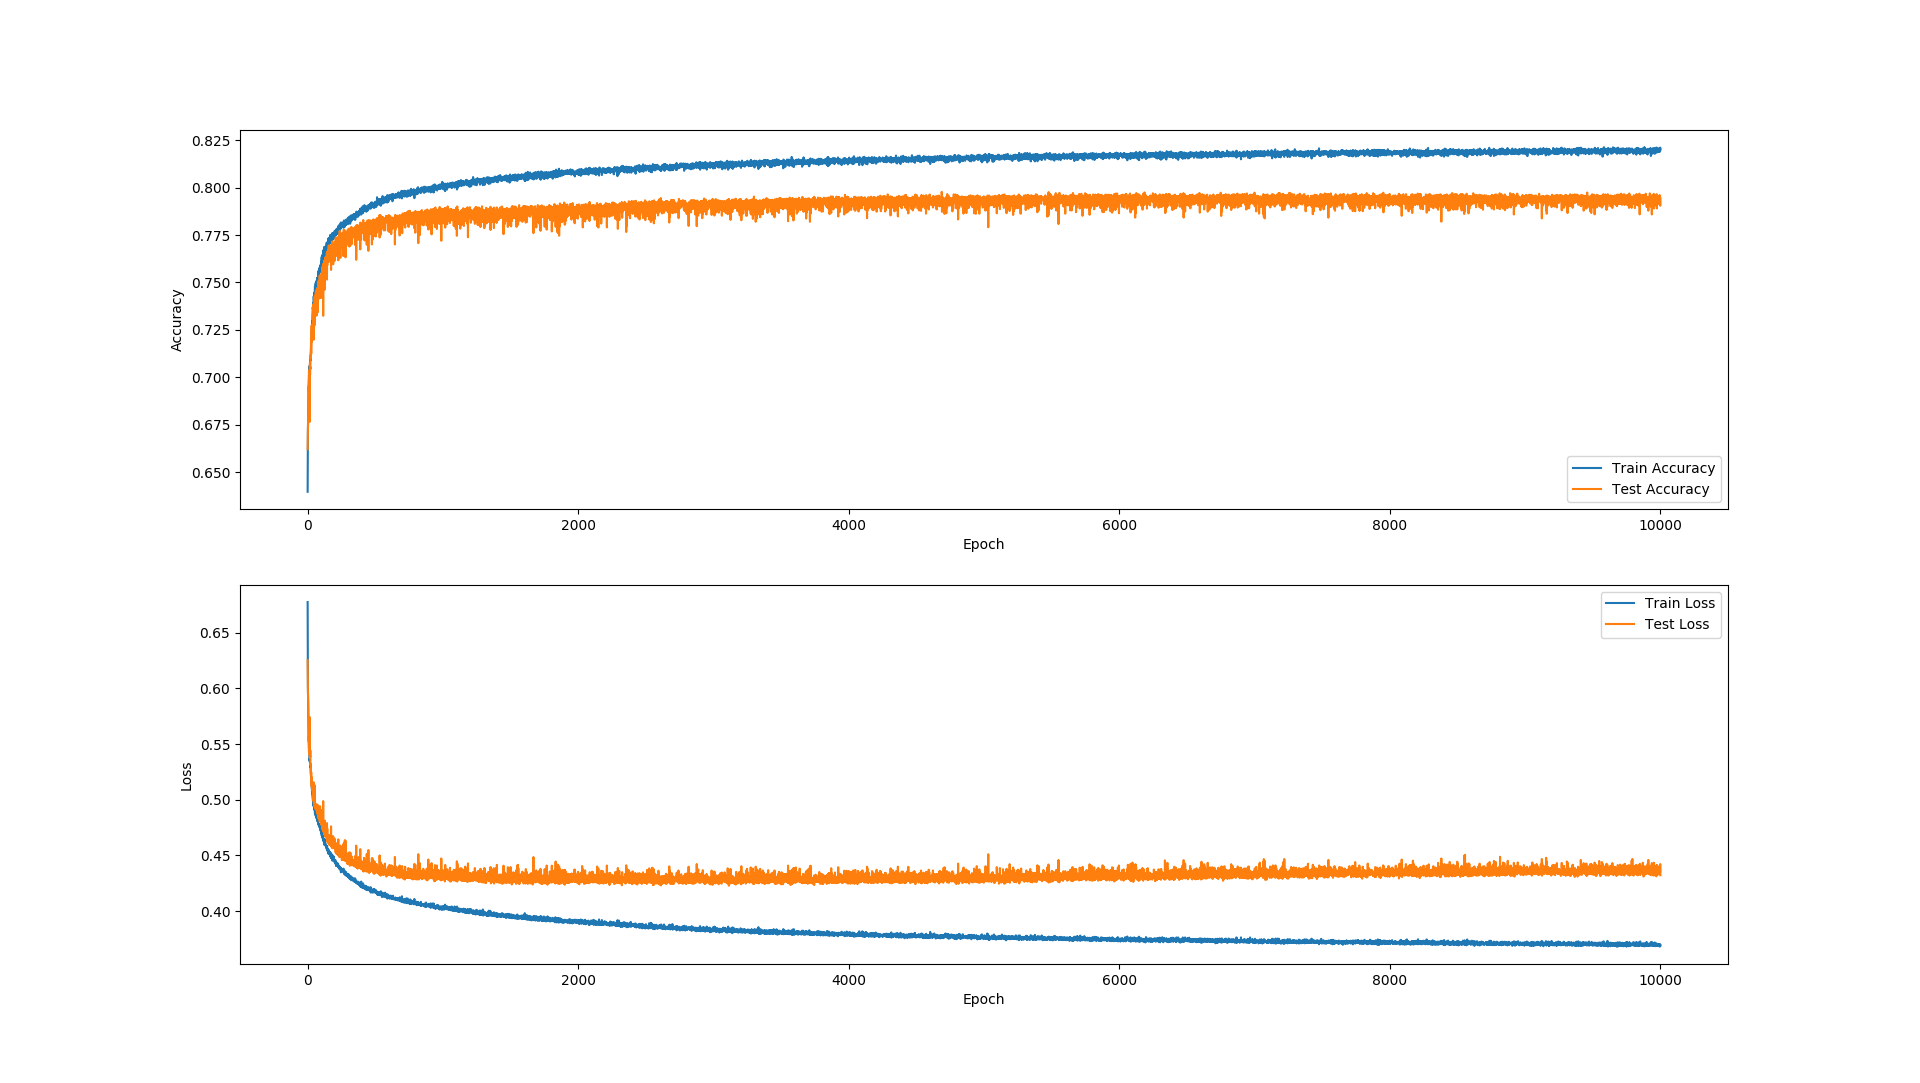 0.825
0.800
0.775
0.750
0.725
0.700
0.675
0.650
Accuracy
Train Accuracy
Test Accuracy
0 2000 4000 6000 8000 10000
Epoch
0.65
0.60
0.55
0.50
0.45
0.40
Loss
Train Loss
Test Loss
0 2000 4000 6000 8000 10000
Epoch